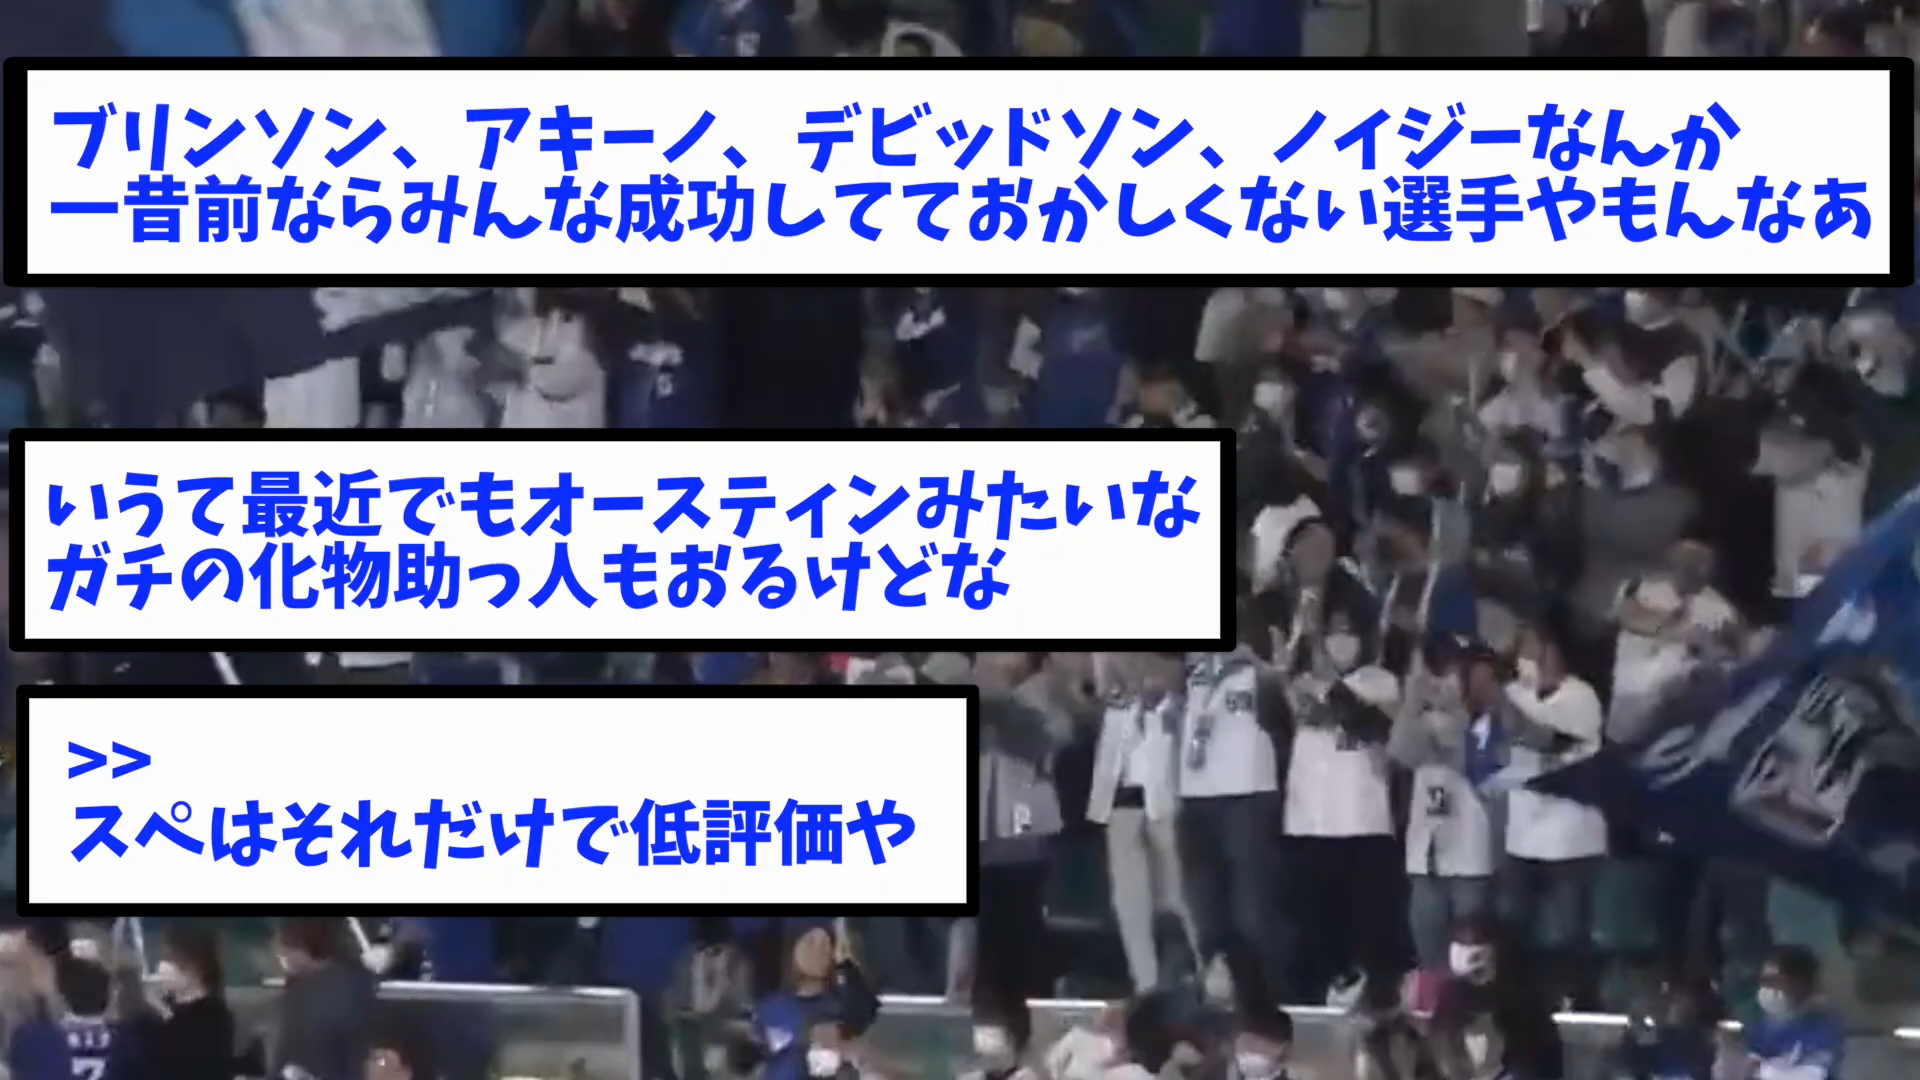 ブリンソン、アキーノ、デビッドソン、ノイジーなんか
一昔前ならみんな成功しててておかしくない選手やもんなあ
いうて最近でもオースティンみたいな
ガチの化物助っ人もおるけどな
>>
スペはそれだけで低評価や